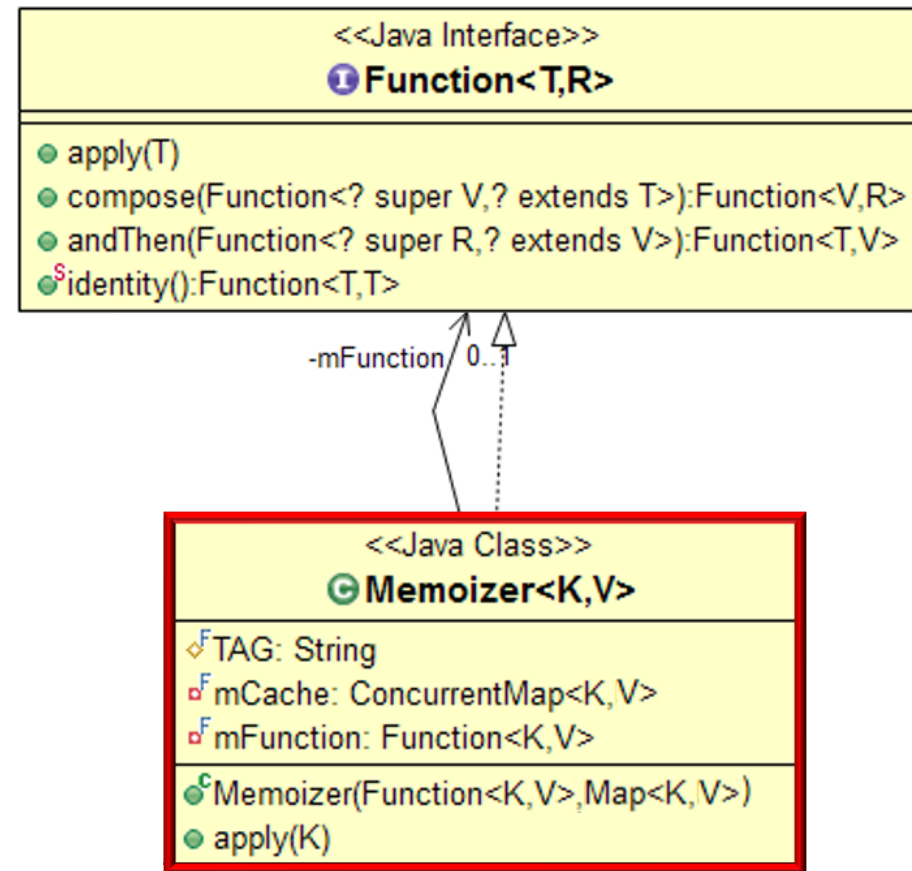 <<Java Interface>>
I Function<T,R>
apply(T)
compose(Function<? super V,? extends T>):Function<V,R>
andThen(Function<? super R,? extends V>):Function<T,V>
S identity():Function<T,T>
-mFunction 0..1
<<Java Class>>
C Memoizer<K,V>
F TAG: String
F mCache: ConcurrentMap<K,V>
F mFunction: Function<K,V>
C Memoizer(Function<K,V>,Map<K,V>)
apply(K)